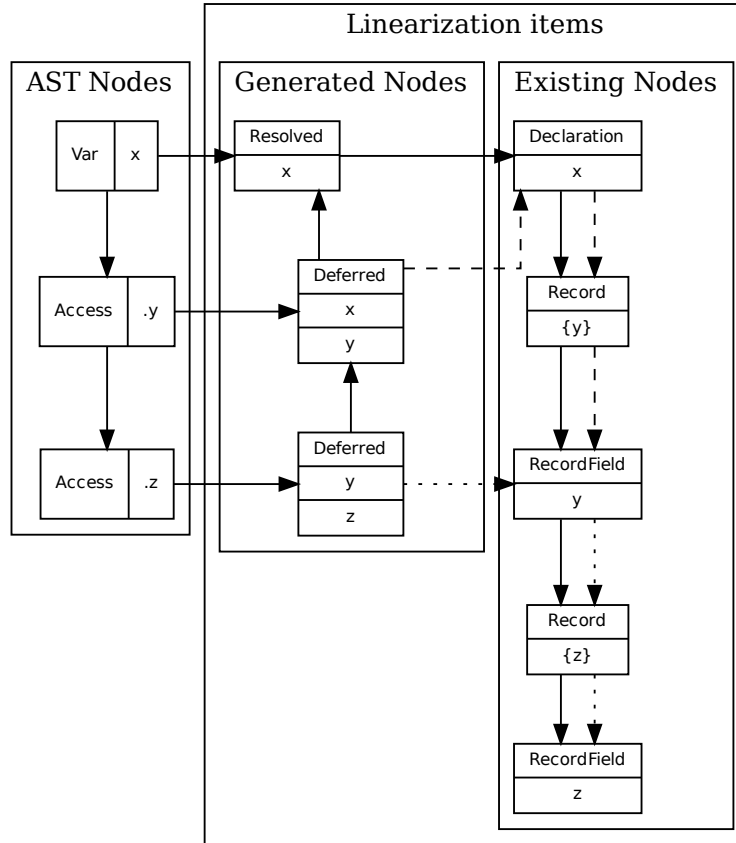 Linearization items
AST Nodes
Var x
Access .y
Access .z
Generated Nodes
Resolved
x
Deferred
x
y
Deferred
y
z
Existing Nodes
Declaration
x
Record
{y}
RecordField
y
Record
{z}
RecordField
z